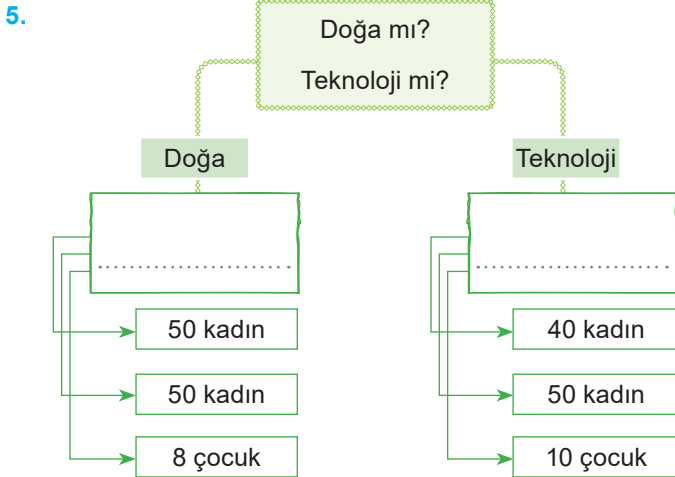 5.
Doğa mı?
Teknoloji mi?
Doğa
Teknoloji
50 kadın
40 kadın
50 kadın
50 kadın
8 çocuk
10 çocuk